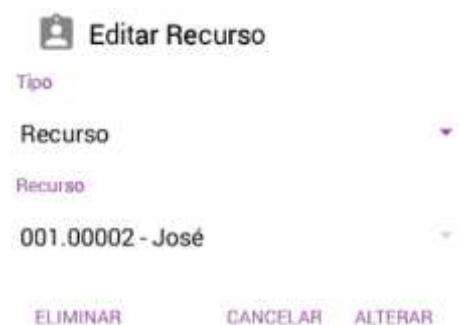 Editar Recurso
Tipo
Recurso
Recurso
001.00002 - José
ELIMINAR CANCELAR ALTERAR